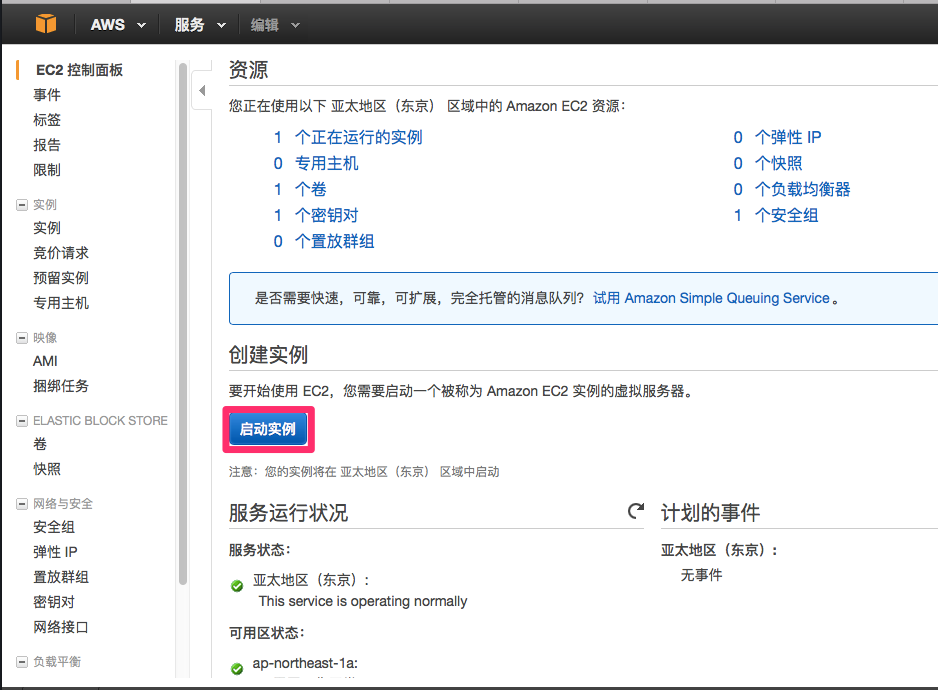 AWS 服务 编辑
EC2 控制面板
事件
标签
报告
限制
实例
实例
竞价请求
预留实例
专用主机
映像
AMI
捆绑任务
ELASTIC BLOCK STORE
卷
快照
网络与安全
安全组
弹性 IP
置放群组
密钥对
网络接口
负载平衡
资源
您正在使用以下 亚太地区（东京） 区域中的 Amazon EC2 资源：
1 个正在运行的实例
0 专用主机
1 个卷
1 个密钥对
0 个置放群组
0 个弹性 IP
0 个快照
0 个负载均衡器
1 个安全组
是否需要快速，可靠，可扩展，完全托管的消息队列？ 试用 Amazon Simple Queuing Service 。
创建实例
要开始使用 EC2，您需要启动一个被称为 Amazon EC2 实例的虚拟服务器。
启动实例
注意：您的实例将在 亚太地区（东京） 区域中启动
服务运行状况
服务状态：
亚太地区（东京）：
This service is operating normally
可用区状态：
ap-northeast-1a:
计划的事件
亚太地区（东京）：
无事件